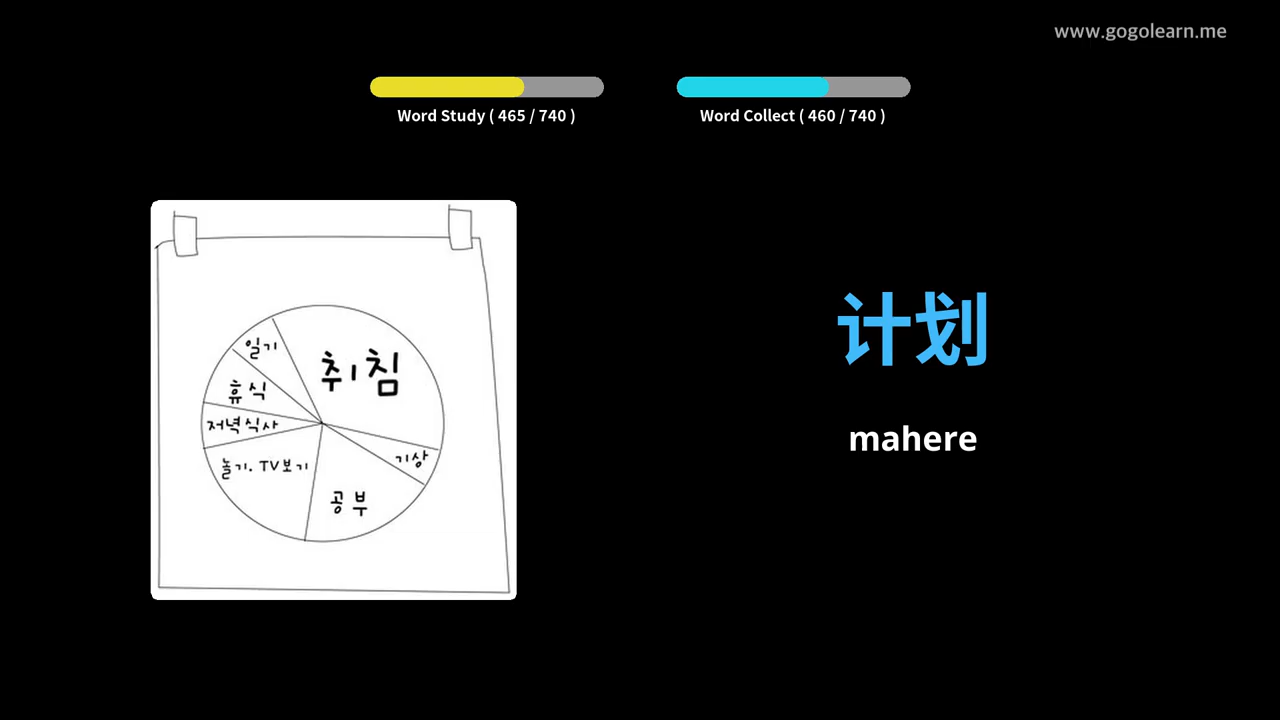 www.gogolearn.me
Word Study ( 465 / 740 )
Word Collect ( 460 / 740 )
일기
취침
휴식
저녁식사
놀기. TV보기
기상
공부
计划
mahere